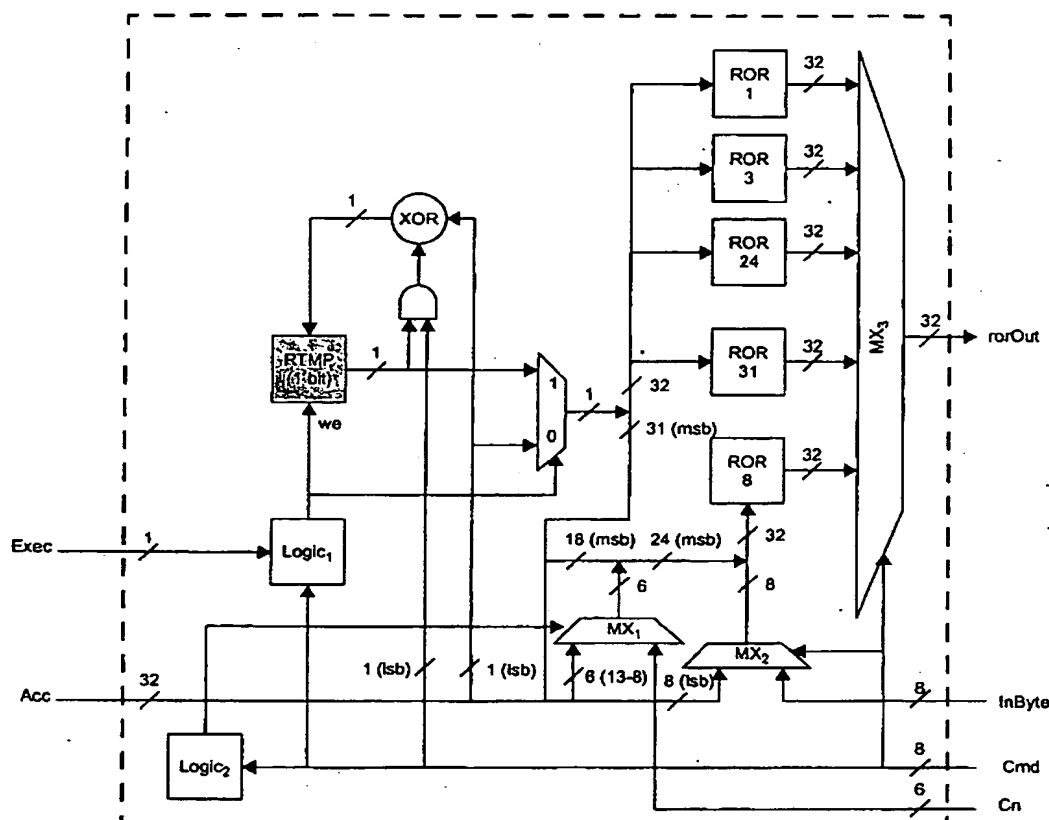 ROR
1
32
32
ROR
3
32
1
XOR
ROR
24
32
RTMP
(1-bit)
1
we
1
0
1
32
31 (msb)
ROR
31
32
MX3
32
rorOut
ROR
8
32
Exec
1
Logic1
18 (msb)
24 (msb)
32
6
8
MX1
MX2
1 (lsb)
1 (lsb)
6 (13-8)
8 (lsb)
Acc
32
8
InByte
Logic2
8
Cmd
6
Cn